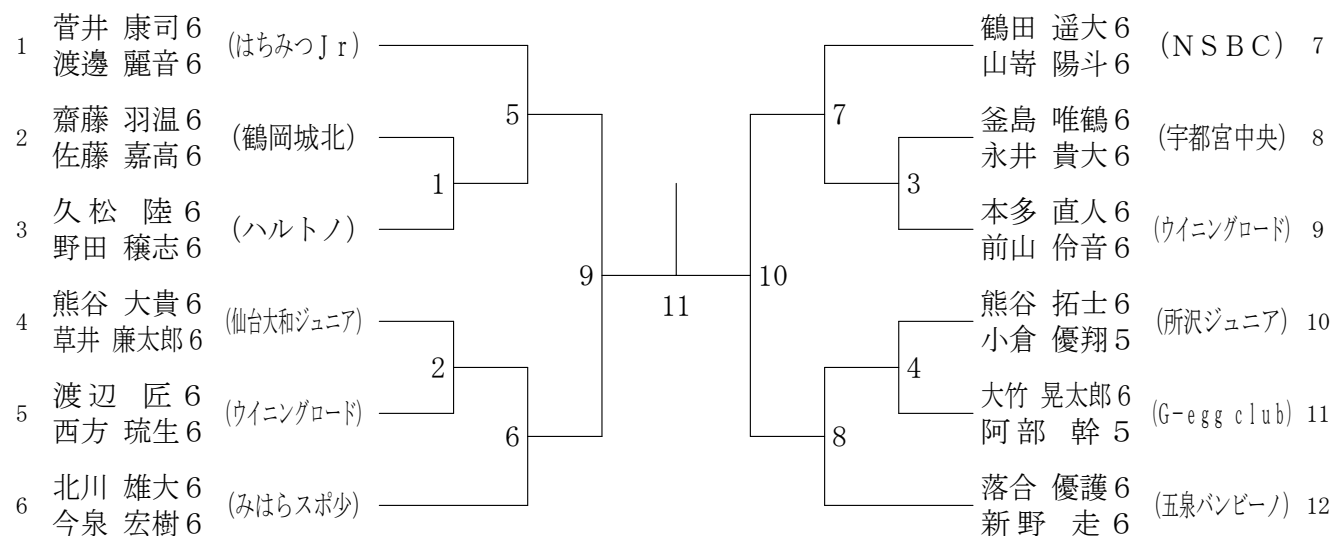 1 菅井 康司6 (はちみつJr)
渡邊 麗音6
2 齋藤 羽温6 (鶴岡城北)
佐藤 嘉高6
3 久松 陸6 (ハルトノ)
野田 穣志6
4 熊谷 大貴6 (仙台大和ジュニア)
草井 廉太郎6
5 渡辺 匠6 (ウイニングロード)
西方 琉生6
6 北川 雄大6 (みはらスポ少)
今泉 宏樹6
5
1
2
6
9
11
10
7
3
4
8
鶴田 遥大6 (NSBC) 7
山嵜 陽斗6
釜島 唯鶴6 (宇都宮中央) 8
永井 貴大6
本多 直人6 (ウイニングロード) 9
前山 伶音6
熊谷 拓士6 (所沢ジュニア) 10
小倉 優翔5
大竹 晃太郎6 (G-egg club) 11
阿部 幹5
落合 優護6 (五泉バンビーノ) 12
新野 走6